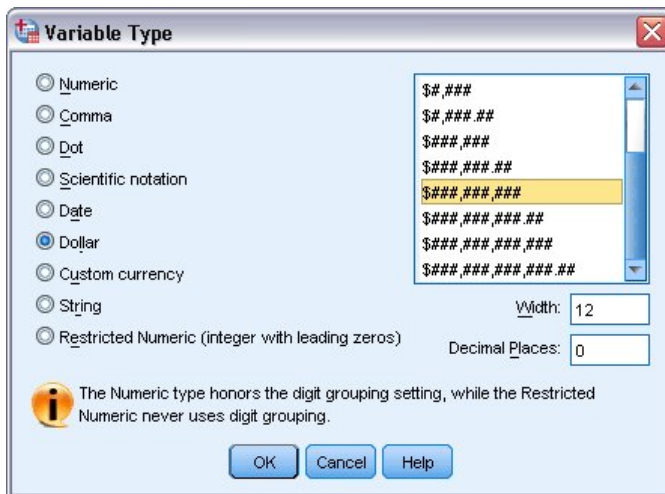 Variable Type
Numeric
Comma
Dot
Scientific notation
Date
Dollar
Custom currency
String
Restricted Numeric (integer with leading zeros)
$#,###
$#,###.##
$###,###
$###,###.##
$###,###,###
$###,###,###.##
$###,###,###,###
$###,###,###,###.##
Width: 12
Decimal Places: 0
The Numeric type honors the digit grouping setting, while the Restricted
Numeric never uses digit grouping.
OK Cancel Help